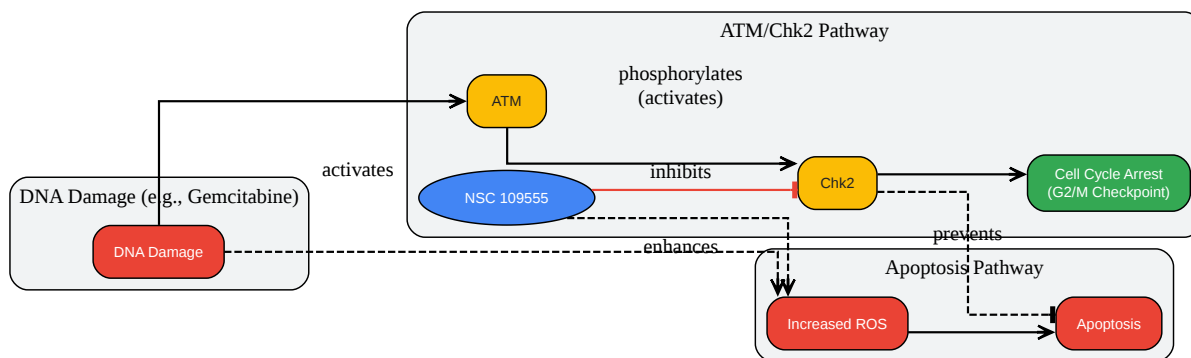 ATM/Chk2 Pathway
phosphorylates
(activates)
ATM
activates
inhibits
DNA Damage (e.g., Gemcitabine)
NSC 109555
Chk2
Cell Cycle Arrest
(G2/M Checkpoint)
DNA Damage
enhances
prevents
Apoptosis Pathway
Increased ROS
Apoptosis